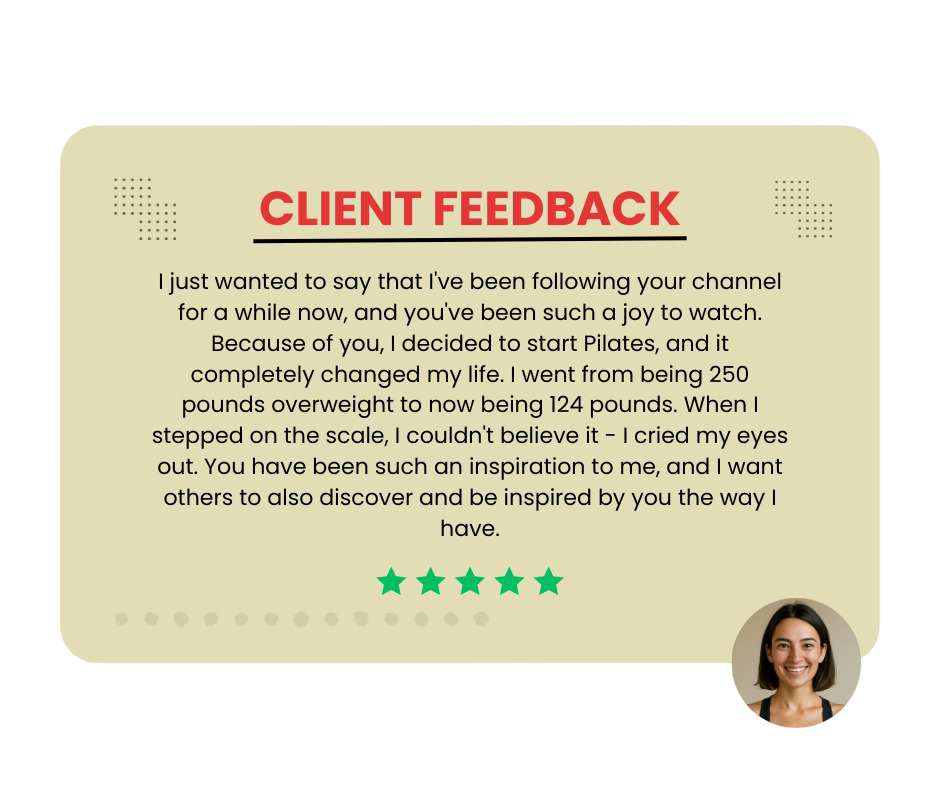 CLIENT FEEDBACK
I just wanted to say that I've been following your channel
for a while now, and you've been such a joy to watch.
Because of you, I decided to start Pilates, and it
completely changed my life. I went from being 250
pounds overweight to now being 124 pounds. When I
stepped on the scale, I couldn't believe it - I cried my eyes
out. You have been such an inspiration to me, and I want
others to also discover and be inspired by you the way I
have.